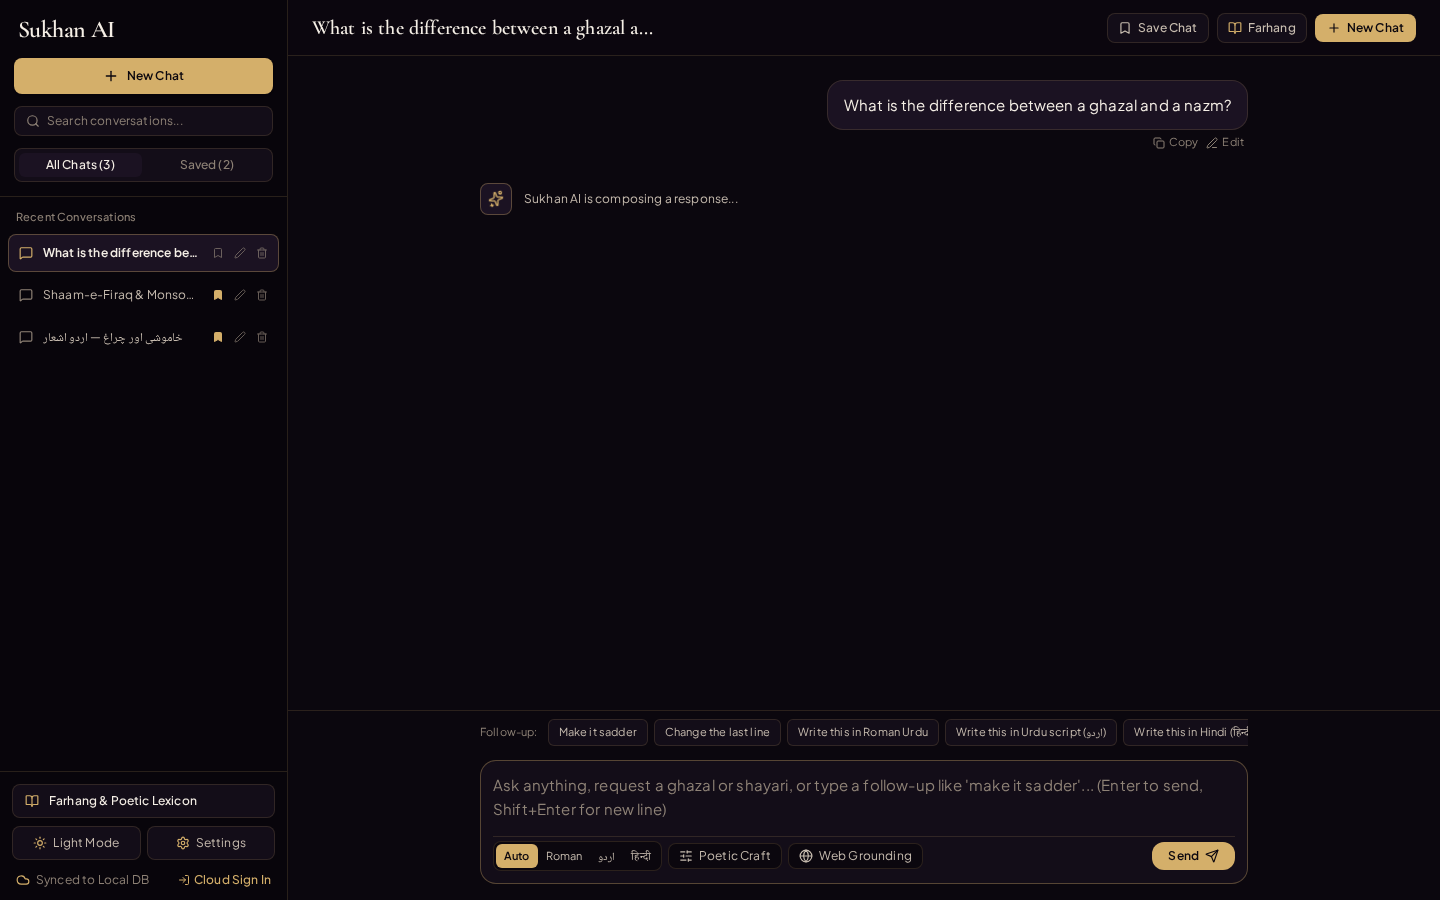 Sukhan AI
New Chat
Search conversations...
All Chats (3)
Saved (2)
Recent Conversations
What is the difference be...
Shaam-e-Firaq & Monso...
خاموشی اور چراغ — اردو اشعار
Farhang & Poetic Lexicon
Light Mode
Settings
Synced to Local DB
Cloud Sign In
What is the difference between a ghazal a...
Save Chat
Farhang
New Chat
What is the difference between a ghazal and a nazm?
Copy
Edit
Sukhan AI is composing a response...
Follow-up:
Make it sadder
Change the last line
Write this in Roman Urdu
Write this in Urdu script (اردو)
Write this in Hindi (हिन्द
Ask anything, request a ghazal or shayari, or type a follow-up like 'make it sadder'... (Enter to send,
Shift+Enter for new line)
Auto
Roman
اردو
हिन्दी
Poetic Craft
Web Grounding
Send